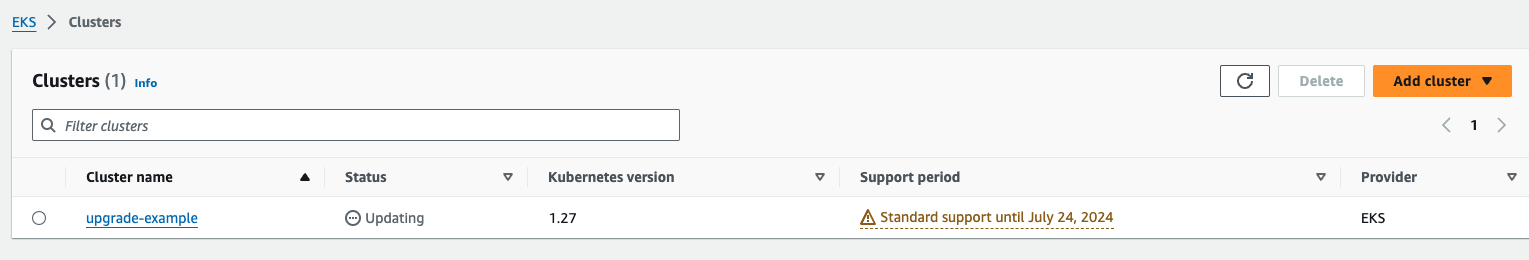 EKS > Clusters
Clusters (1) Info
Delete
Add cluster
Filter clusters
1
Cluster name Status Kubernetes version Support period Provider
upgrade-example Updating 1.27 Standard support until July 24, 2024 EKS